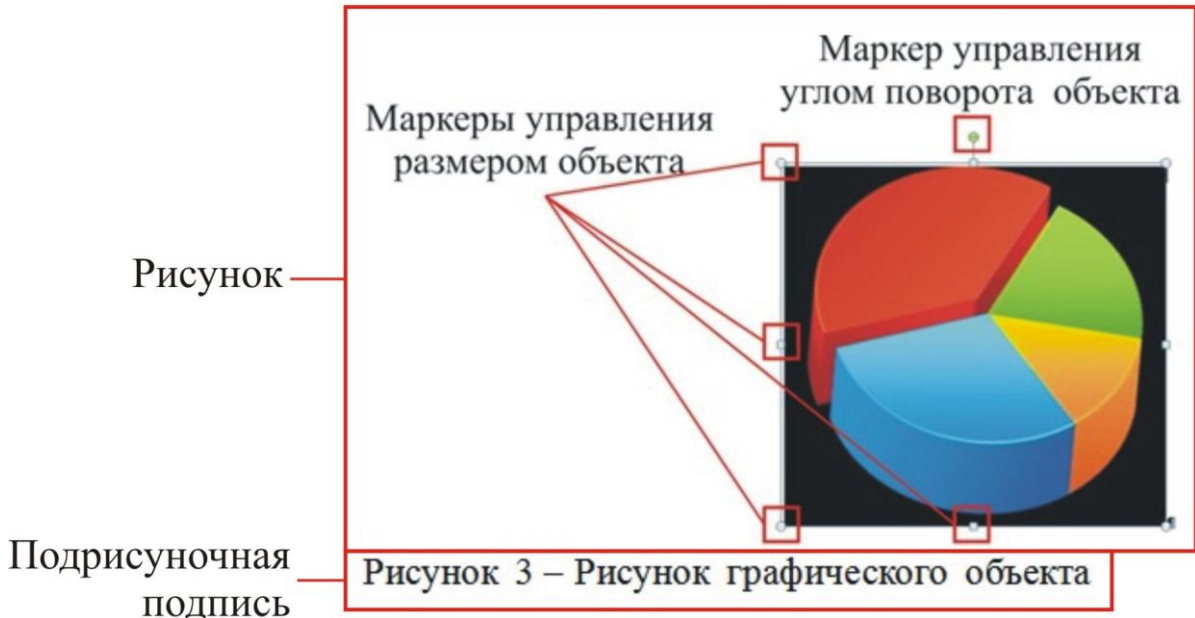 Маркер управления
углом поворота объекта
Маркеры управления
размером объекта
Рисунок
Подрисуночная
подпись
Рисунок 3 – Рисунок графического объекта